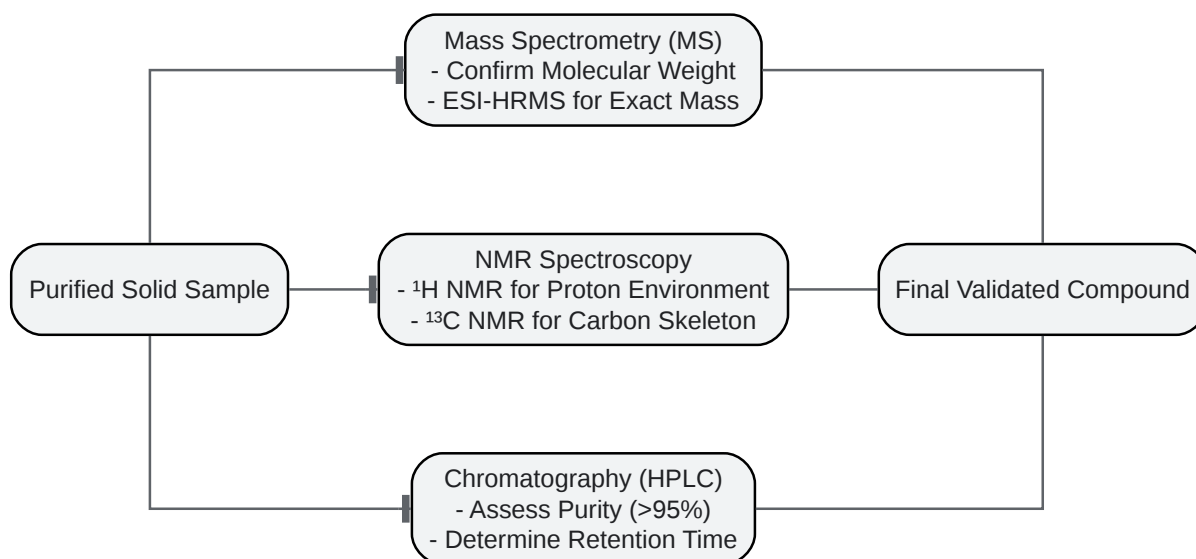 Mass Spectrometry (MS)
- Confirm Molecular Weight
- ESI-HRMS for Exact Mass
Purified Solid Sample
NMR Spectroscopy
- ¹H NMR for Proton Environment
- ¹³C NMR for Carbon Skeleton
Final Validated Compound
Chromatography (HPLC)
- Assess Purity (>95%)
- Determine Retention Time